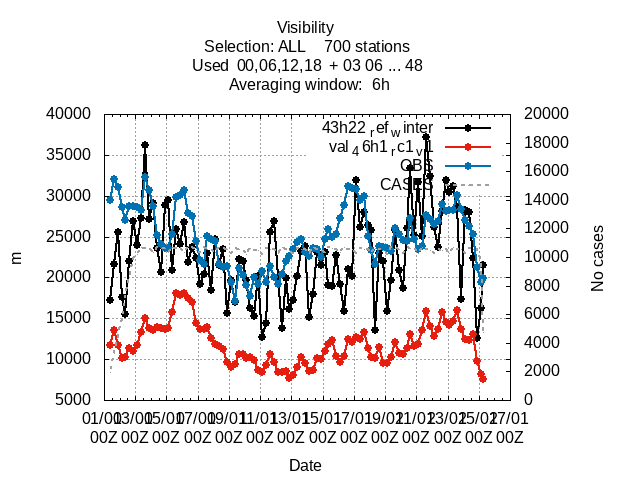 Visibility
Selection: ALL 700 stations
Used 00,06,12,18 + 03 06 ... 48
Averaging window: 6h
40000 20000
43h22ref_winter
18000
val46h1rc1v1
35000 16000
OBS
CASES
14000
30000
12000
25000
m 10000 No cases
20000
8000
15000 6000
4000
10000
2000
5000 0
01/01 03/01 05/01 07/01 09/01 11/01 13/01 15/01 17/01 19/01 21/01 23/01 25/01 27/01
00Z 00Z 00Z 00Z 00Z 00Z 00Z 00Z 00Z 00Z 00Z 00Z 00Z 00Z
Date